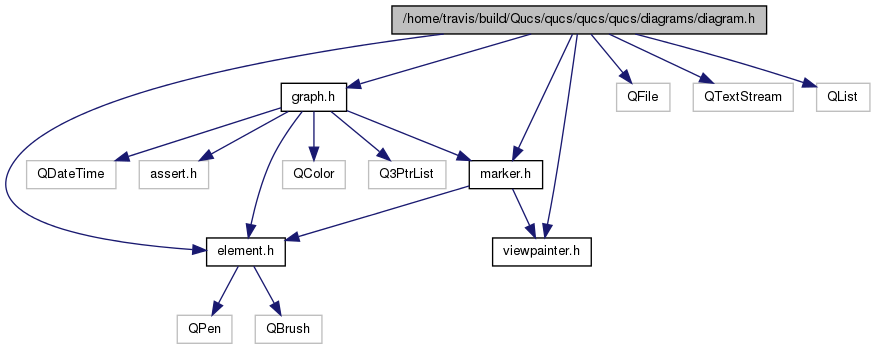 /home/travis/build/Qucs/qucs/qucs/qucs/diagrams/diagram.h
graph.h
QFile
QTextStream
QList
QDateTime
assert.h
QColor
Q3PtrList
marker.h
element.h
viewpainter.h
QPen
QBrush